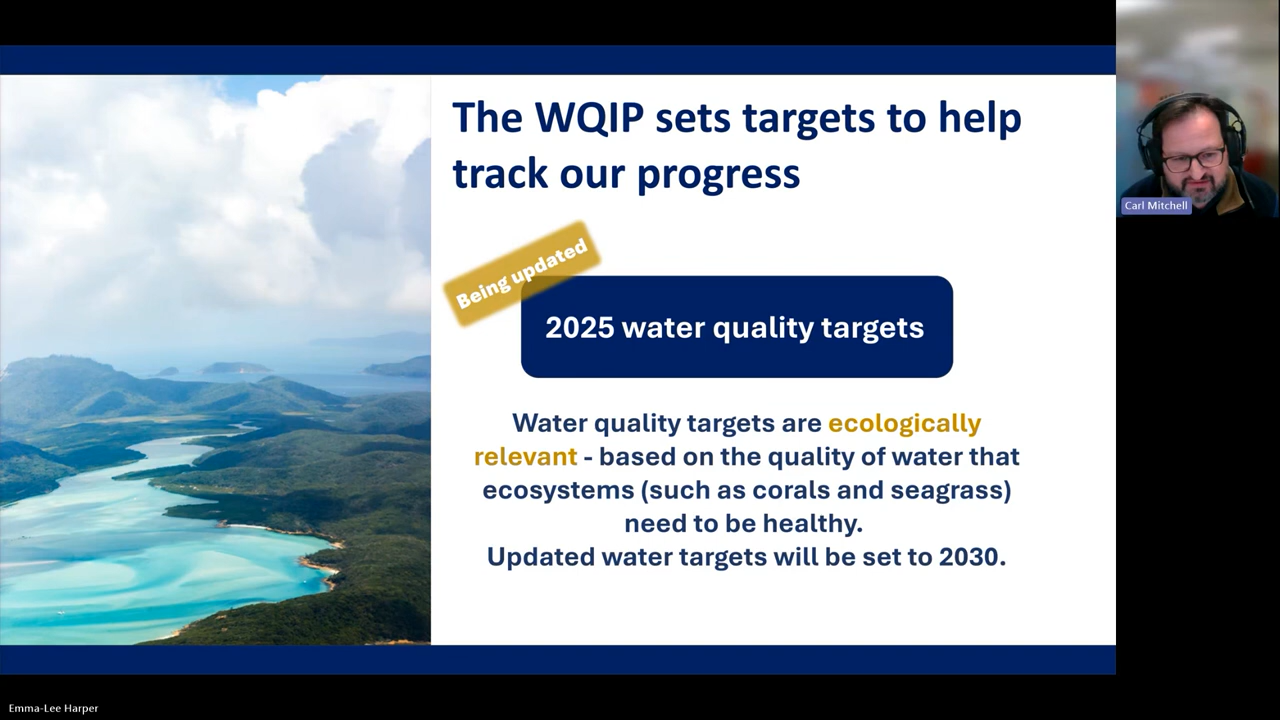 The WQIP sets targets to help
track our progress
Being updated
2025 water quality targets
Water quality targets are ecologically
relevant - based on the quality of water that
ecosystems (such as corals and seagrass)
need to be healthy.
Updated water targets will be set to 2030.
Carl Mitchell
Emma-Lee Harper